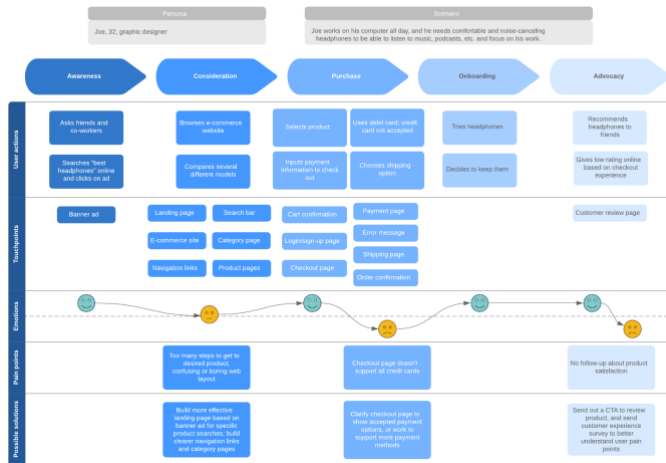 Persona
Scenario
Joe, 32, graphic designer
Joe works on his computer all day, and he needs comfortable and noise-canceling
headphones to be able to listen to music, podcasts, etc. and focus on his work.
Awareness
Consideration
Purchase
Onboarding
Advocacy
User actions
Asks friends and
co-workers
Searches "best
headphones" online
and clicks on ad
Browses e-commerce
website
Compares several
different models
Selects product
Uses debit card; credit
card not accepted
Inputs payment
information to check
out
Chooses shipping
option
Tries headphones
Decides to keep them
Recommends
headphones to
friends
Gives low rating online
based on checkout
experience
Touchpoints
Banner ad
Landing page
Search bar
E-commerce site
Category page
Navigation links
Product pages
Cart confirmation
Login/sign-up page
Checkout page
Payment page
Error message
Shipping page
Order confirmation
Customer review page
Emotions
Pain points
Too many steps to get to
desired product;
confusing or boring web
layout
Checkout page doesn't
support all credit cards
No follow-up about product
satisfaction
Possible solutions
Build more effective
landing page based on
banner ad for specific
product searches; build
clearer navigation links
and category pages
Clarify checkout page to
show accepted payment
options, or work to
support more payment
methods
Send out a CTA to review
product, and send
customer experience
survey to better
understand user pain
points